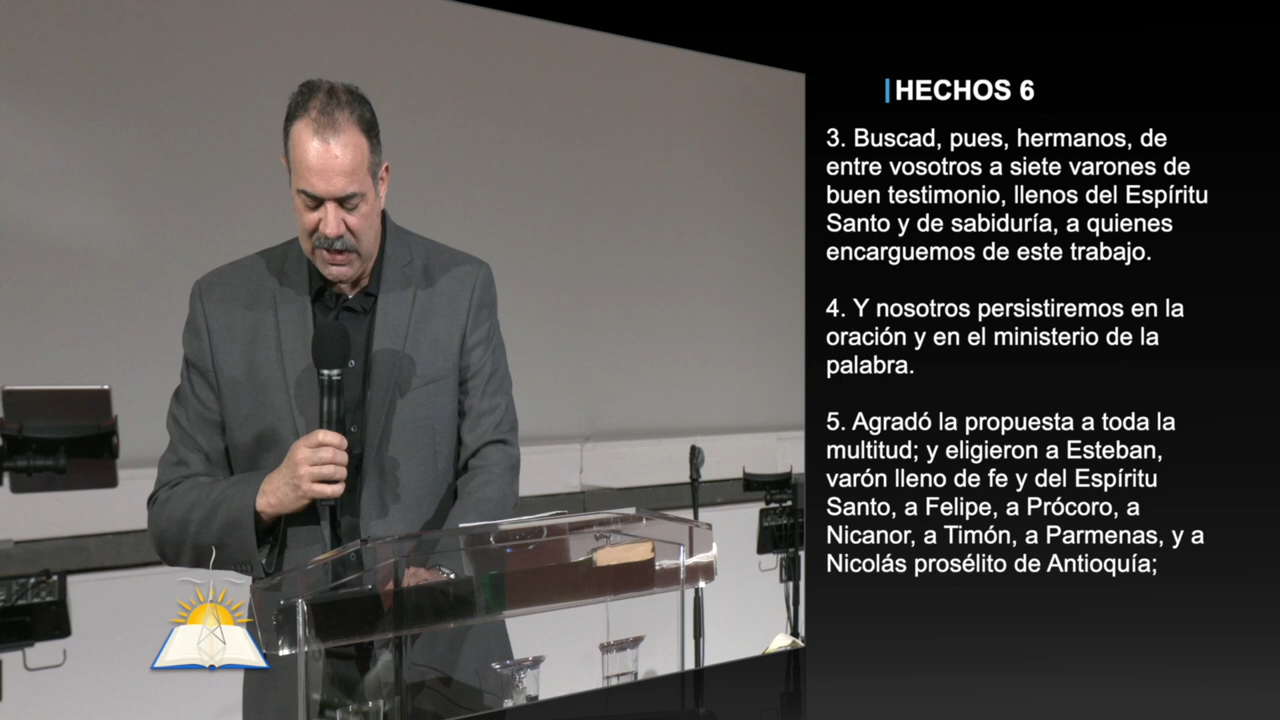 HECHOS 6
3. Buscad, pues, hermanos, de
entre vosotros a siete varones de
buen testimonio, llenos del Espíritu
Santo y de sabiduría, a quienes
encarguemos de este trabajo.
4. Y nosotros persistiremos en la
oración y en el ministerio de la
palabra.
5. Agradó la propuesta a toda la
multitud; y eligieron a Esteban,
varón lleno de fe y del Espíritu
Santo, a Felipe, a Prócoro, a
Nicanor, a Timón, a Parmenas, y a
Nicolás prosélito de Antioquía;